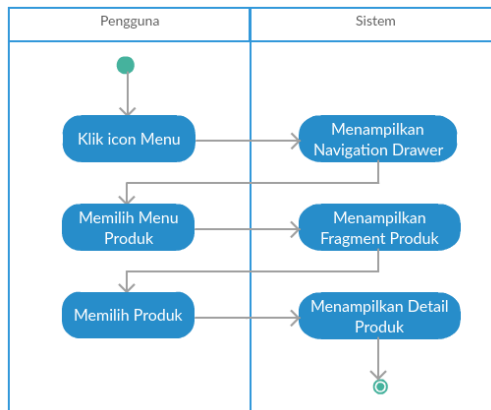 Pengguna
Sistem
Klik icon Menu
Menampilkan
Navigation Drawer
Memilih Menu
Produk
Menampilkan
Fragment Produk
Memilih Produk
Menampilkan Detail
Produk